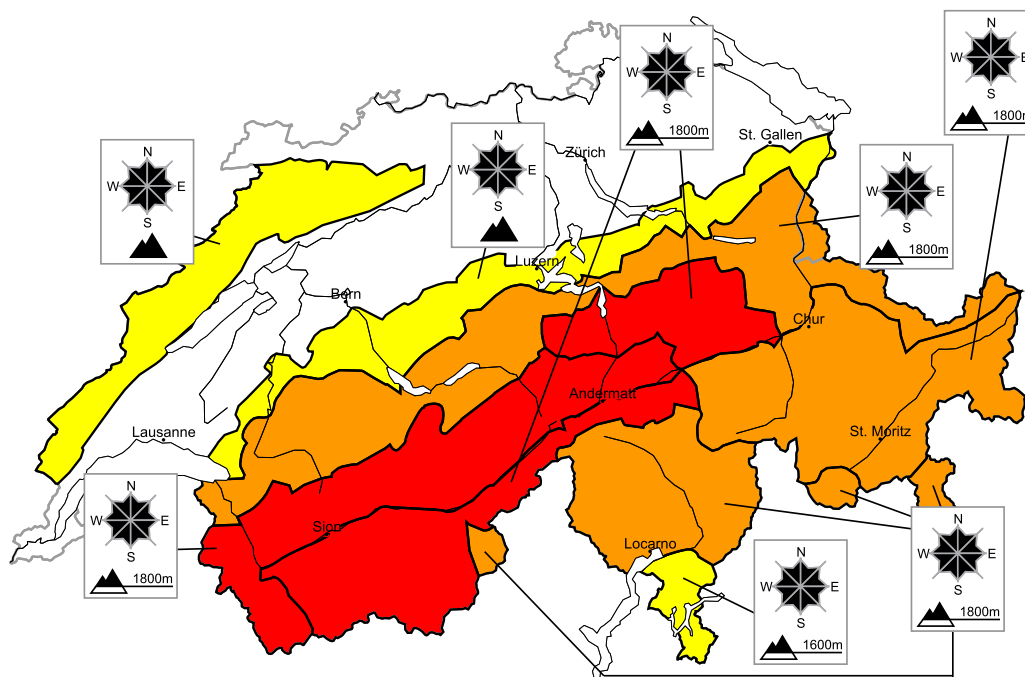 N
W E
S
1800m
N
W E
S
1800m
St. Gallen
N
W E
S
N
W E
S
Zürich
N
W E
S
1800m
Luzern
Bern
Chur
Andermatt
Lausanne
St. Moritz
N
W E
S
1800m
Sion
Locarno
N
W E
S
1600m
N
W E
S
1800m